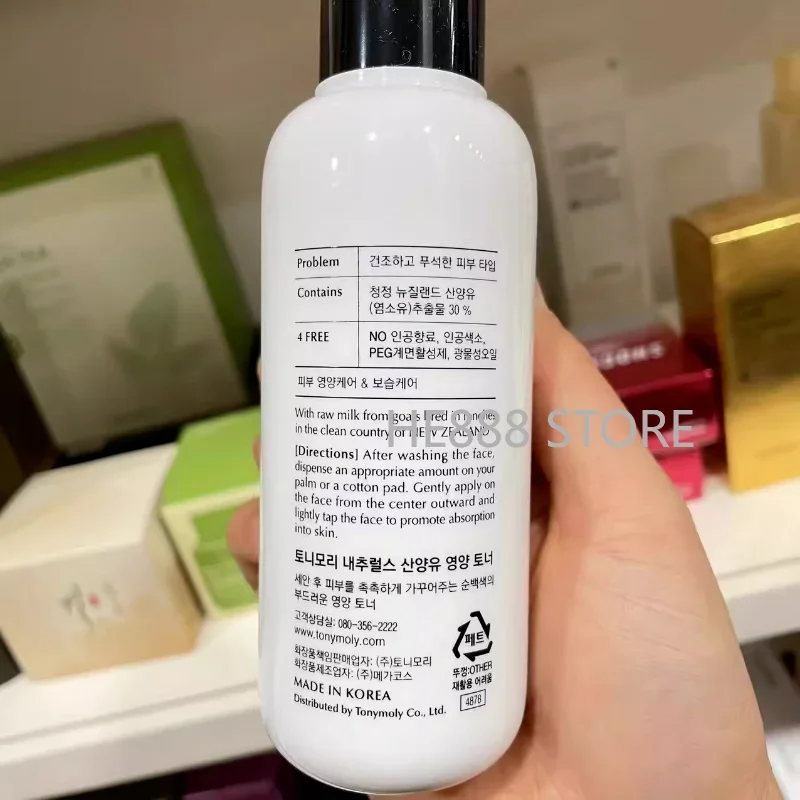 Problem 건조하고 푸석한 피부 타입
Contains 청정 뉴질랜드 산양유
(염소유)추출물 30 %
4 FREE NO 인공향료, 인공색소,
PEG계면활성제, 광물성오일
피부 영양케어 & 보습케어
With raw milk from goats bred in ranches
in the clean country of NEW ZEALAND
[Directions] After washing the face,
dispense an appropriate amount on your
palm or a cotton pad. Gently apply on
the face from the center outward and
lightly tap the face to promote absorption
into skin.
토니모리 내추럴스 산양유 영양 토너
세안 후 피부를 촉촉하게 가꾸어주는 순백색의
부드러운 영양 토너
고객상담실: 080-356-2222
www.tonymoly.com
화장품책임판매업자: (주)토니모리
화장품제조업자: (주)메가코스
MADE IN KOREA
Distributed by Tonymoly Co., Ltd.
페트
뚜껑:OTHER
재활용 어려움
4878
HE888 STORE